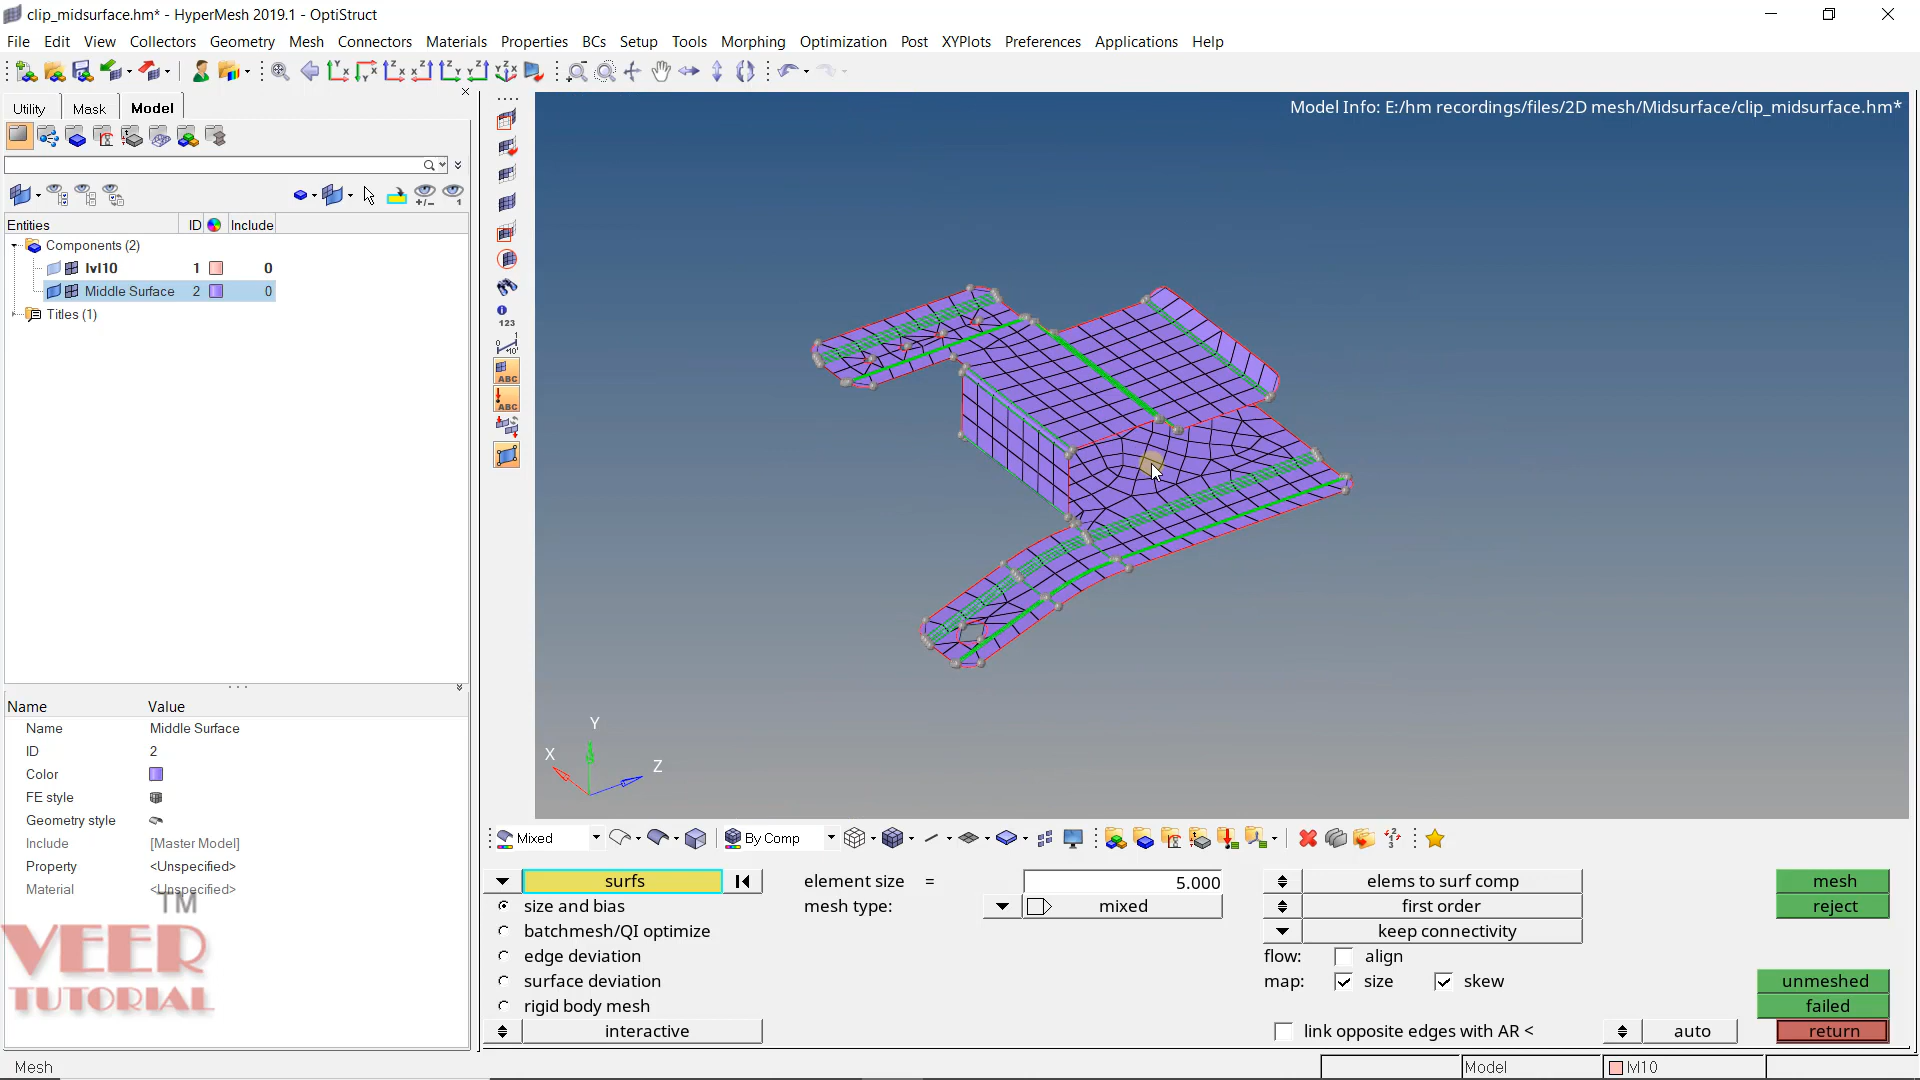 clip_midsurface.hm* - HyperMesh 2019.1 - OptiStruct
File Edit View Collectors Geometry Mesh Connectors Materials Properties BCs Setup Tools Morphing Optimization Post XYPlots Preferences Applications Help
Utility Mask Model
Model Info: E:/hm recordings/files/2D mesh/Midsurface/clip_midsurface.hm*
Entities ID Include
Components (2)
lvl10 1 0
Middle Surface 2 0
Titles (1)
123
ABC
ABC
Name Value
Name Middle Surface
ID 2
Color
FE style
Geometry style
Include [Master Model]
Property <Unspecified>
Material <Unspecified>
TM
VEER
TUTORIAL
Y
X
Z
Mixed By Comp
surfs element size = 5.000 elems to surf comp mesh
size and bias mesh type: mixed first order reject
batchmesh/QI optimize keep connectivity
edge deviation flow: align
surface deviation map: size skew unmeshed
rigid body mesh failed
interactive link opposite edges with AR < auto return
Mesh Model lvl10